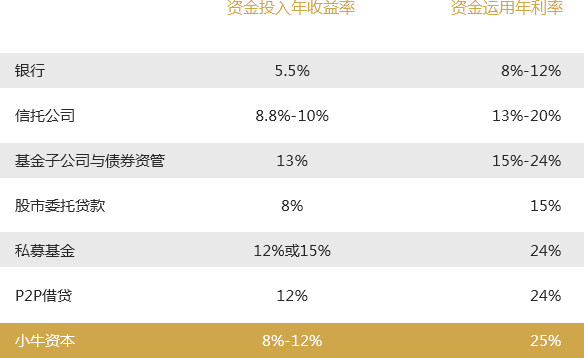 资金投入年收益率 资金运用年利率
银行 5.5% 8%-12%
信托公司 8.8%-10% 13%-20%
基金子公司与债券资管 13% 15%-24%
股市委托贷款 8% 15%
私募基金 12%或15% 24%
P2P借贷 12% 24%
小牛资本 8%-12% 25%